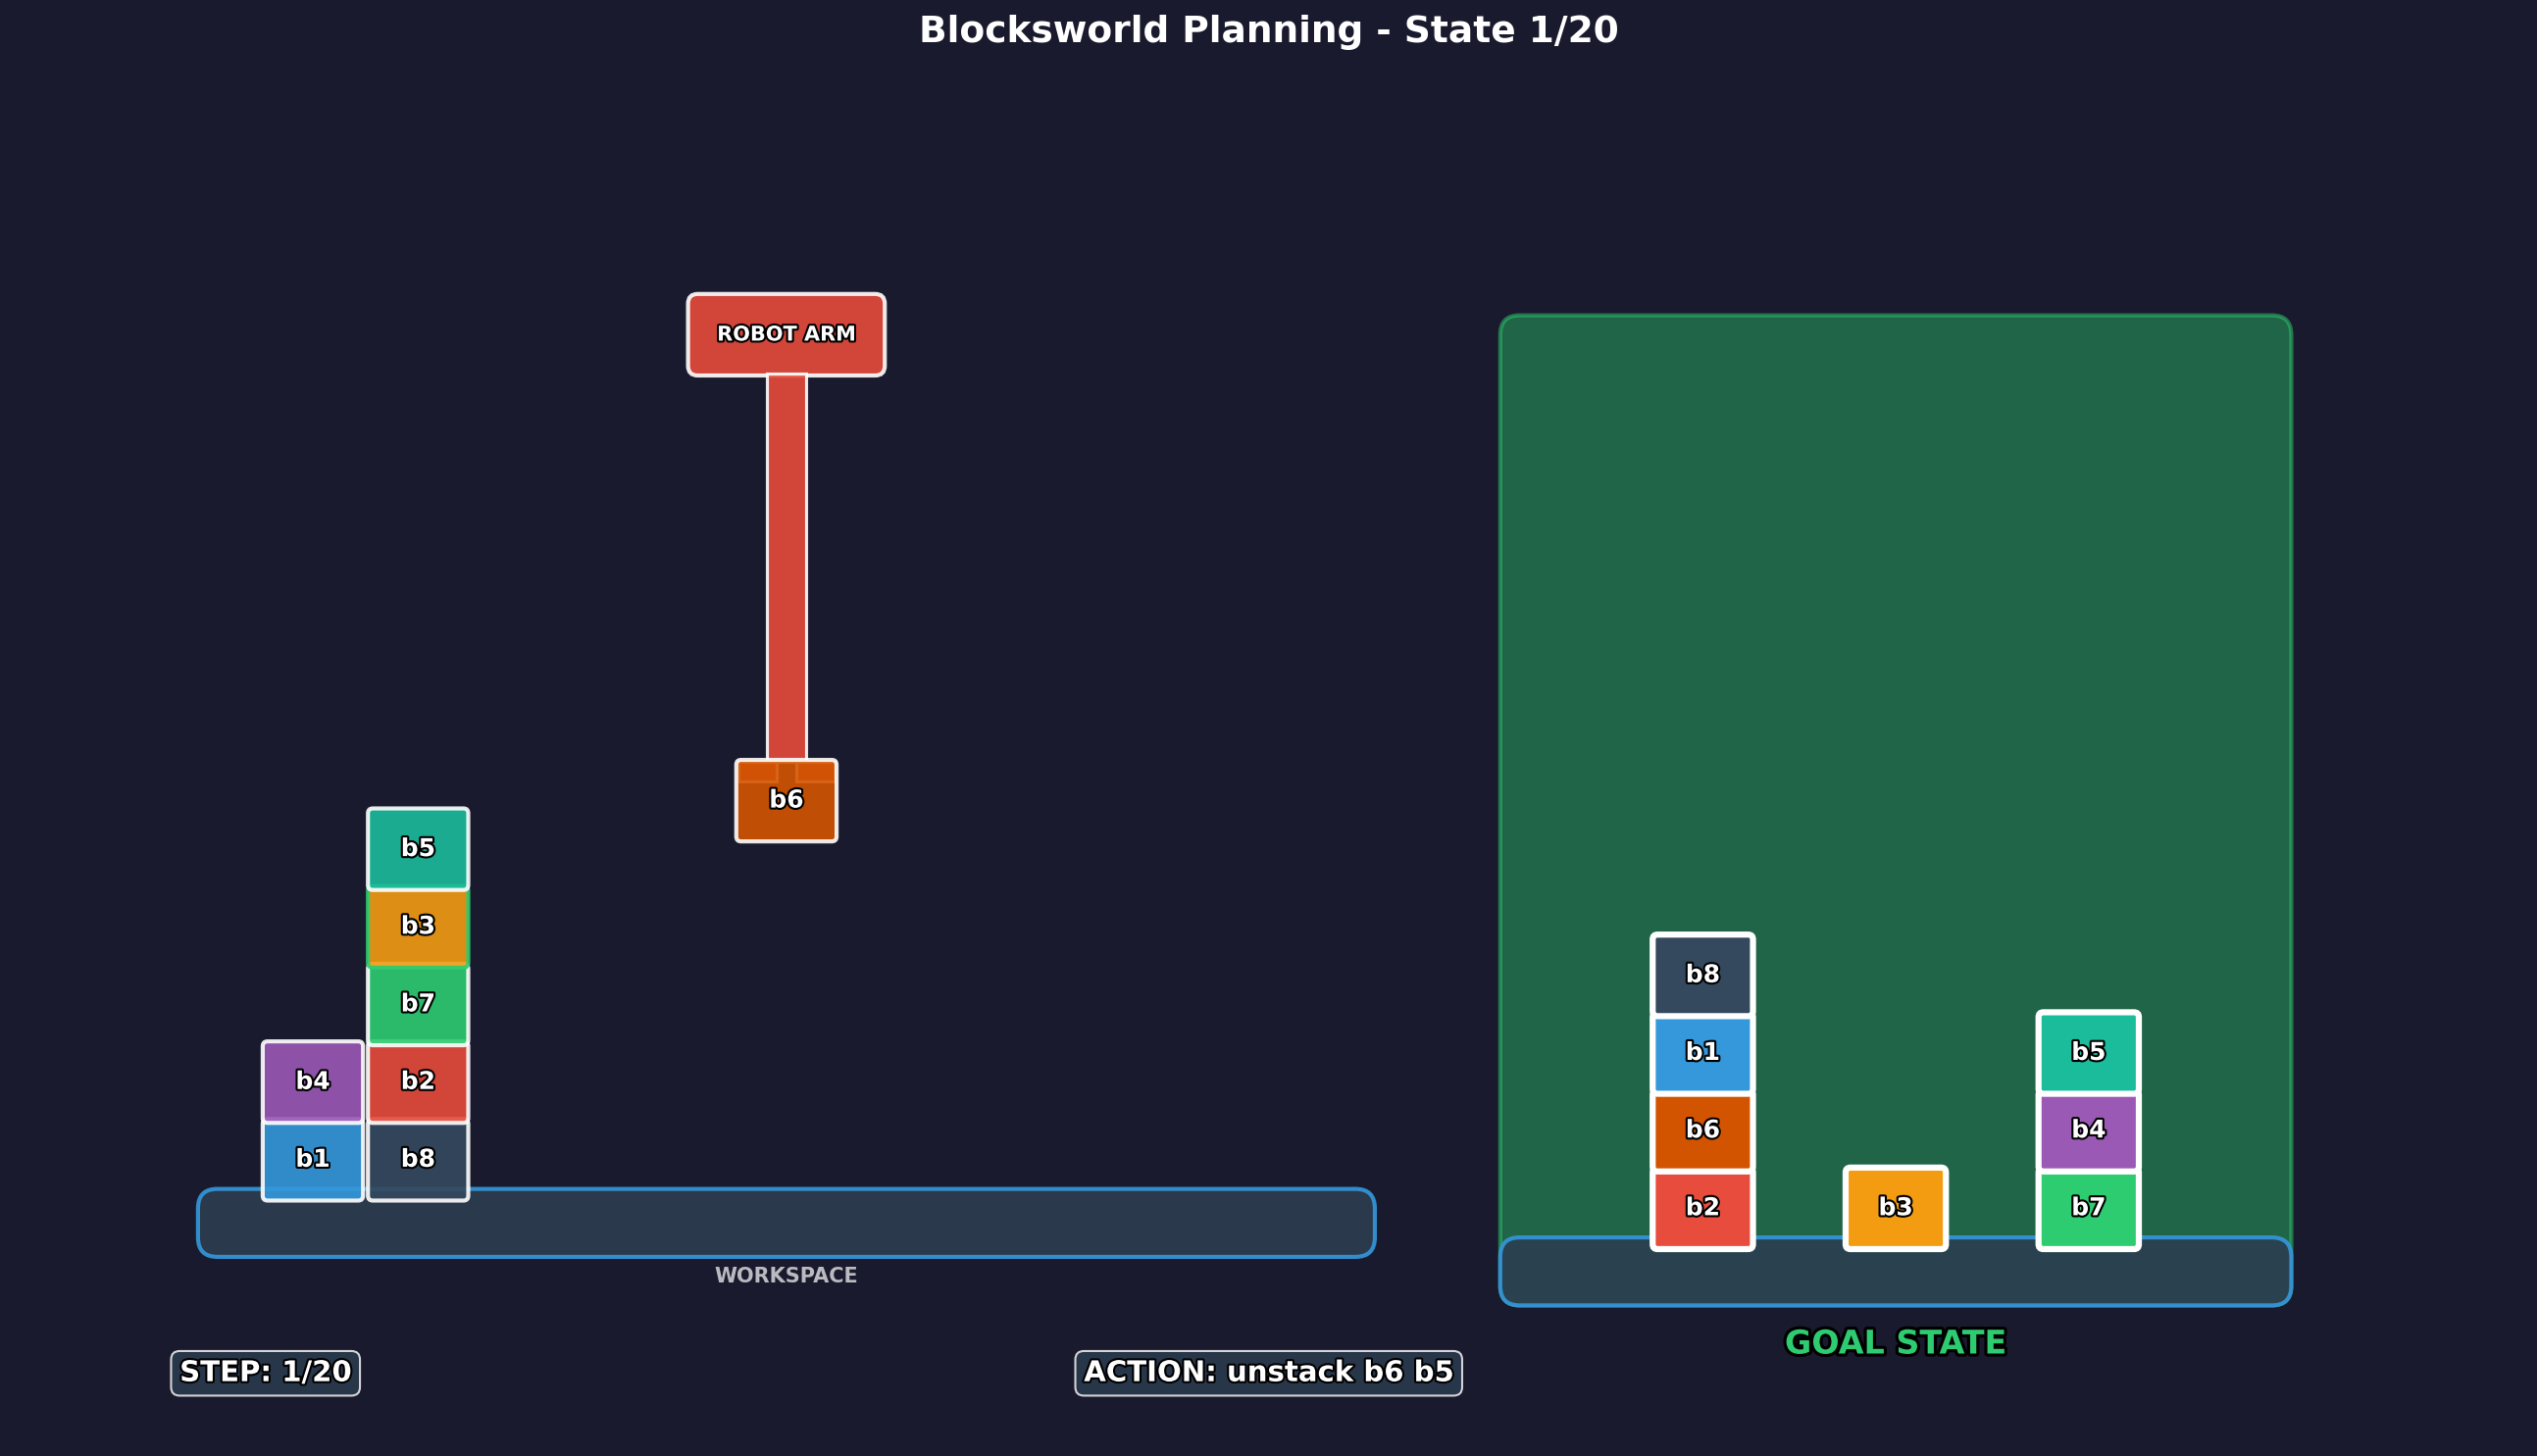 Blocksworld Planning - State 1/20
ROBOT ARM
b6
b5
b3
b7
b4
b2
b1
b8
WORKSPACE
b8
b1
b6
b2
b3
b5
b4
b7
GOAL STATE
STEP: 1/20
ACTION: unstack b6 b5